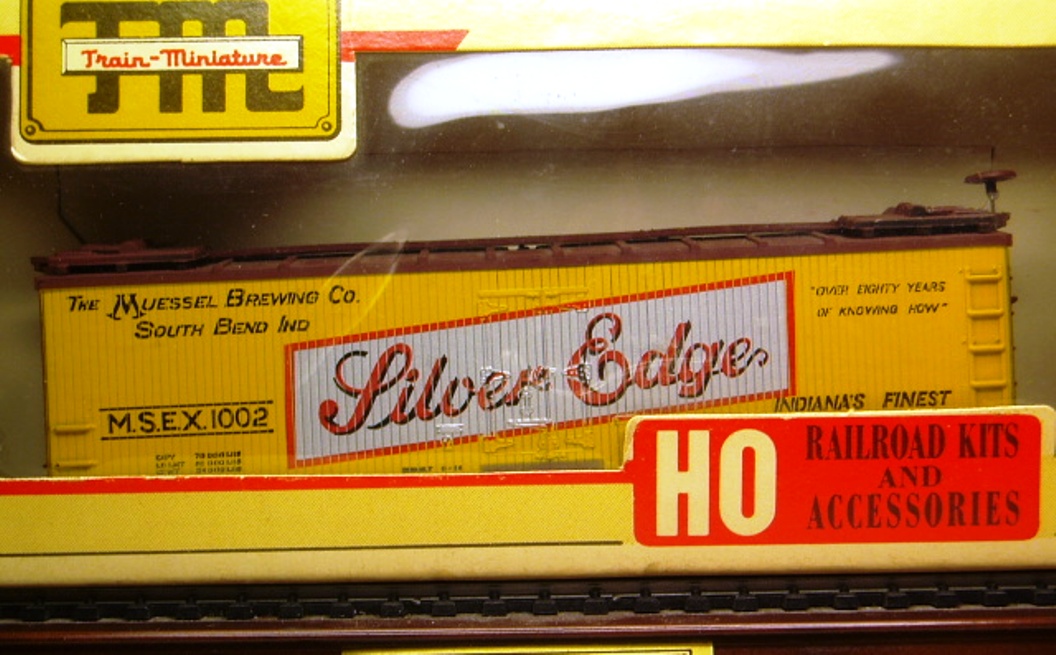 TM
Train-Miniature
THE MUESSEL BREWING CO.
SOUTH BEND IND
"OVER EIGHTY YEARS
OF KNOWING HOW"
Silver Edge
INDIANA'S FINEST
M.S.E.X. 1002
HO
RAILROAD KITS
AND
ACCESSORIES